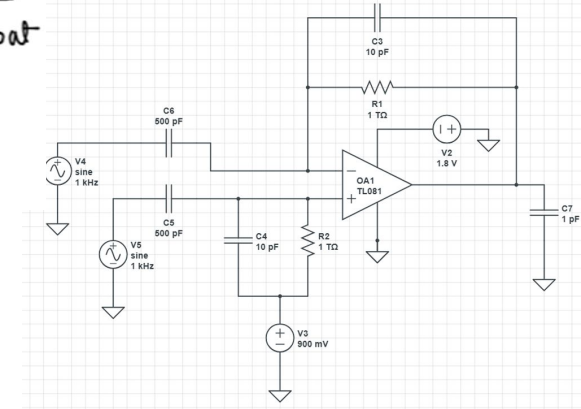 C3
10 pF
R1
1 TΩ
C6
500 pF
V2
1.8 V
V4
sine
1 kHz
OA1
TL081
C5
500 pF
C7
1 pF
C4
10 pF
R2
1 TΩ
V5
sine
1 kHz
V3
900 mV